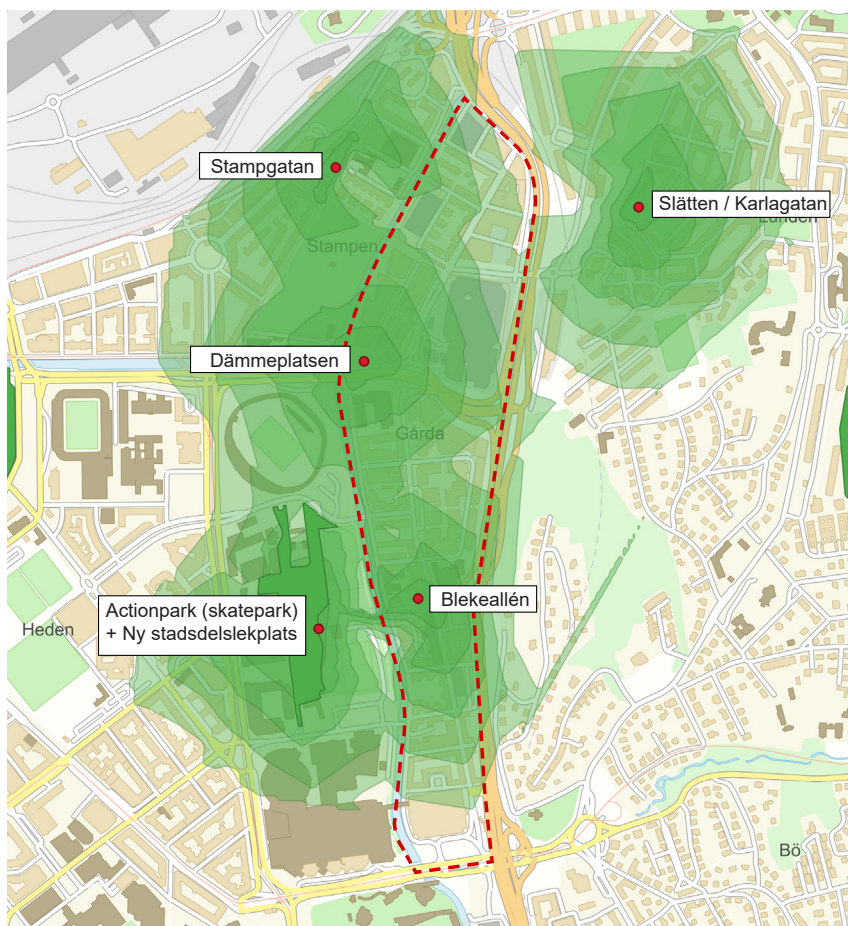 Stampgatan
Slätten / Karlagatan
Lunden
Stampen
Dämmeplatsen
Gårda
Blekeallén
Actionpark (skatepark)
+ Ny stadsdelslekplats
Heden
Bö